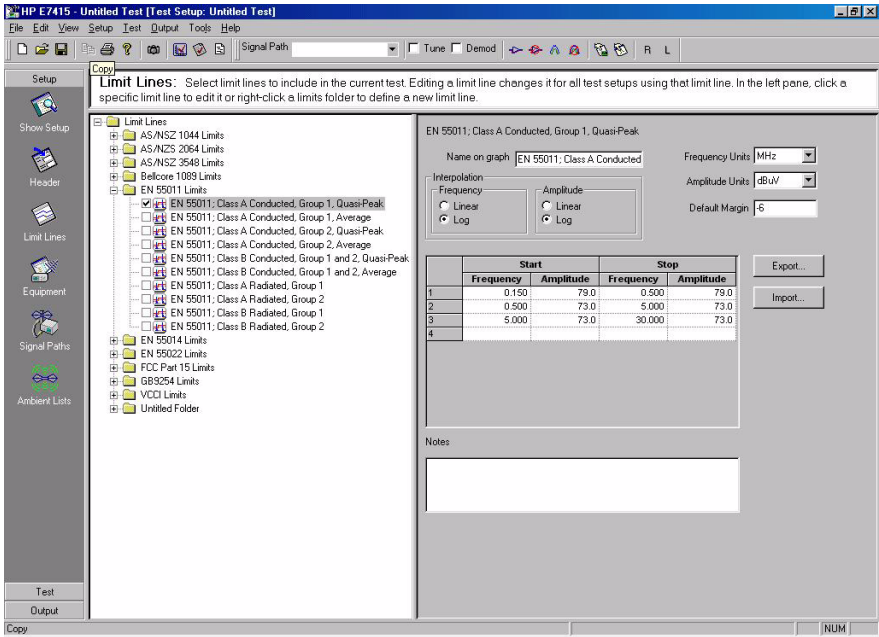 HP E7415 - Untitled Test [Test Setup: Untitled Test]
File Edit View Setup Test Output Tools Help
Signal Path Tune Demod R L
Copy
Setup
Show Setup
Header
Limit Lines
Equipment
Signal Paths
Ambient Lists
Test
Output
Limit Lines: Select limit lines to include in the current test. Editing a limit line changes it for all test setups using that limit line. In the left pane, click a
specific limit line to edit it or right-click a limits folder to define a new limit line.
Limit Lines
AS/NSZ 1044 Limits
AS/NZS 2064 Limits
AS/NSZ 3548 Limits
Bellcore 1089 Limits
EN 55011 Limits
EN 55011; Class A Conducted, Group 1, Quasi-Peak
EN 55011; Class A Conducted, Group 1, Average
EN 55011; Class A Conducted, Group 2, Quasi-Peak
EN 55011; Class A Conducted, Group 2, Average
EN 55011; Class B Conducted, Group 1 and 2, Quasi-Peak
EN 55011; Class B Conducted, Group 1 and 2, Average
EN 55011; Class A Radiated, Group 1
EN 55011; Class A Radiated, Group 2
EN 55011; Class B Radiated, Group 1
EN 55011; Class B Radiated, Group 2
EN 55014 Limits
EN 55022 Limits
FCC Part 15 Limits
GB9254 Limits
VCCI Limits
Untitled Folder
EN 55011; Class A Conducted, Group 1, Quasi-Peak
Name on graph EN 55011; Class A Conducted
Frequency Units MHz
Amplitude Units dBuV
Default Margin -6
Interpolation
Frequency Amplitude
Linear Linear
Log Log
Start Stop
Frequency Amplitude Frequency Amplitude
1 0.150 79.0 0.500 79.0
2 0.500 73.0 5.000 73.0
3 5.000 73.0 30.000 73.0
4
Export...
Import...
Notes
Copy NUM